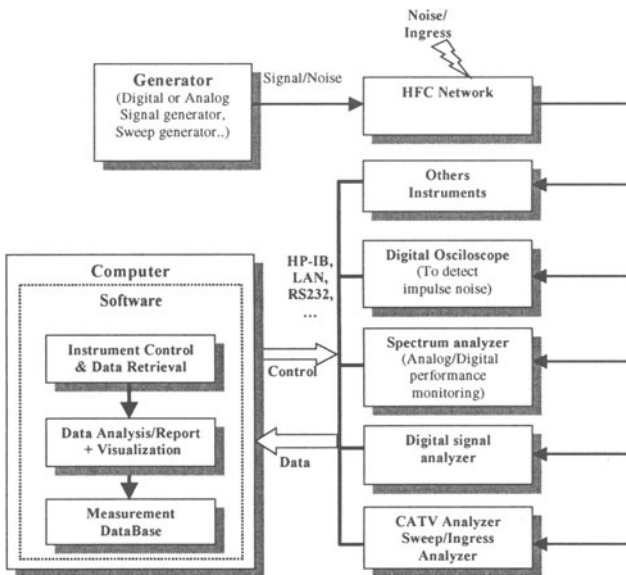 Noise/
Ingress
Generator
(Digital or Analog
Signal generator,
Sweep generator..)
Signal/Noise
HFC Network
Others
Instruments
HP-IB,
LAN,
RS232,
...
Digital Osciloscope
(To detect
impulse noise)
Computer
Software
Instrument Control
& Data Retrieval
Control
Spectrum analyzer
(Analog/Digital
performance
monitoring)
Data Analysis/Report
+ Visualization
Data
Digital signal
analyzer
Measurement
DataBase
CATV Analyzer
Sweep/Ingress
Analyzer